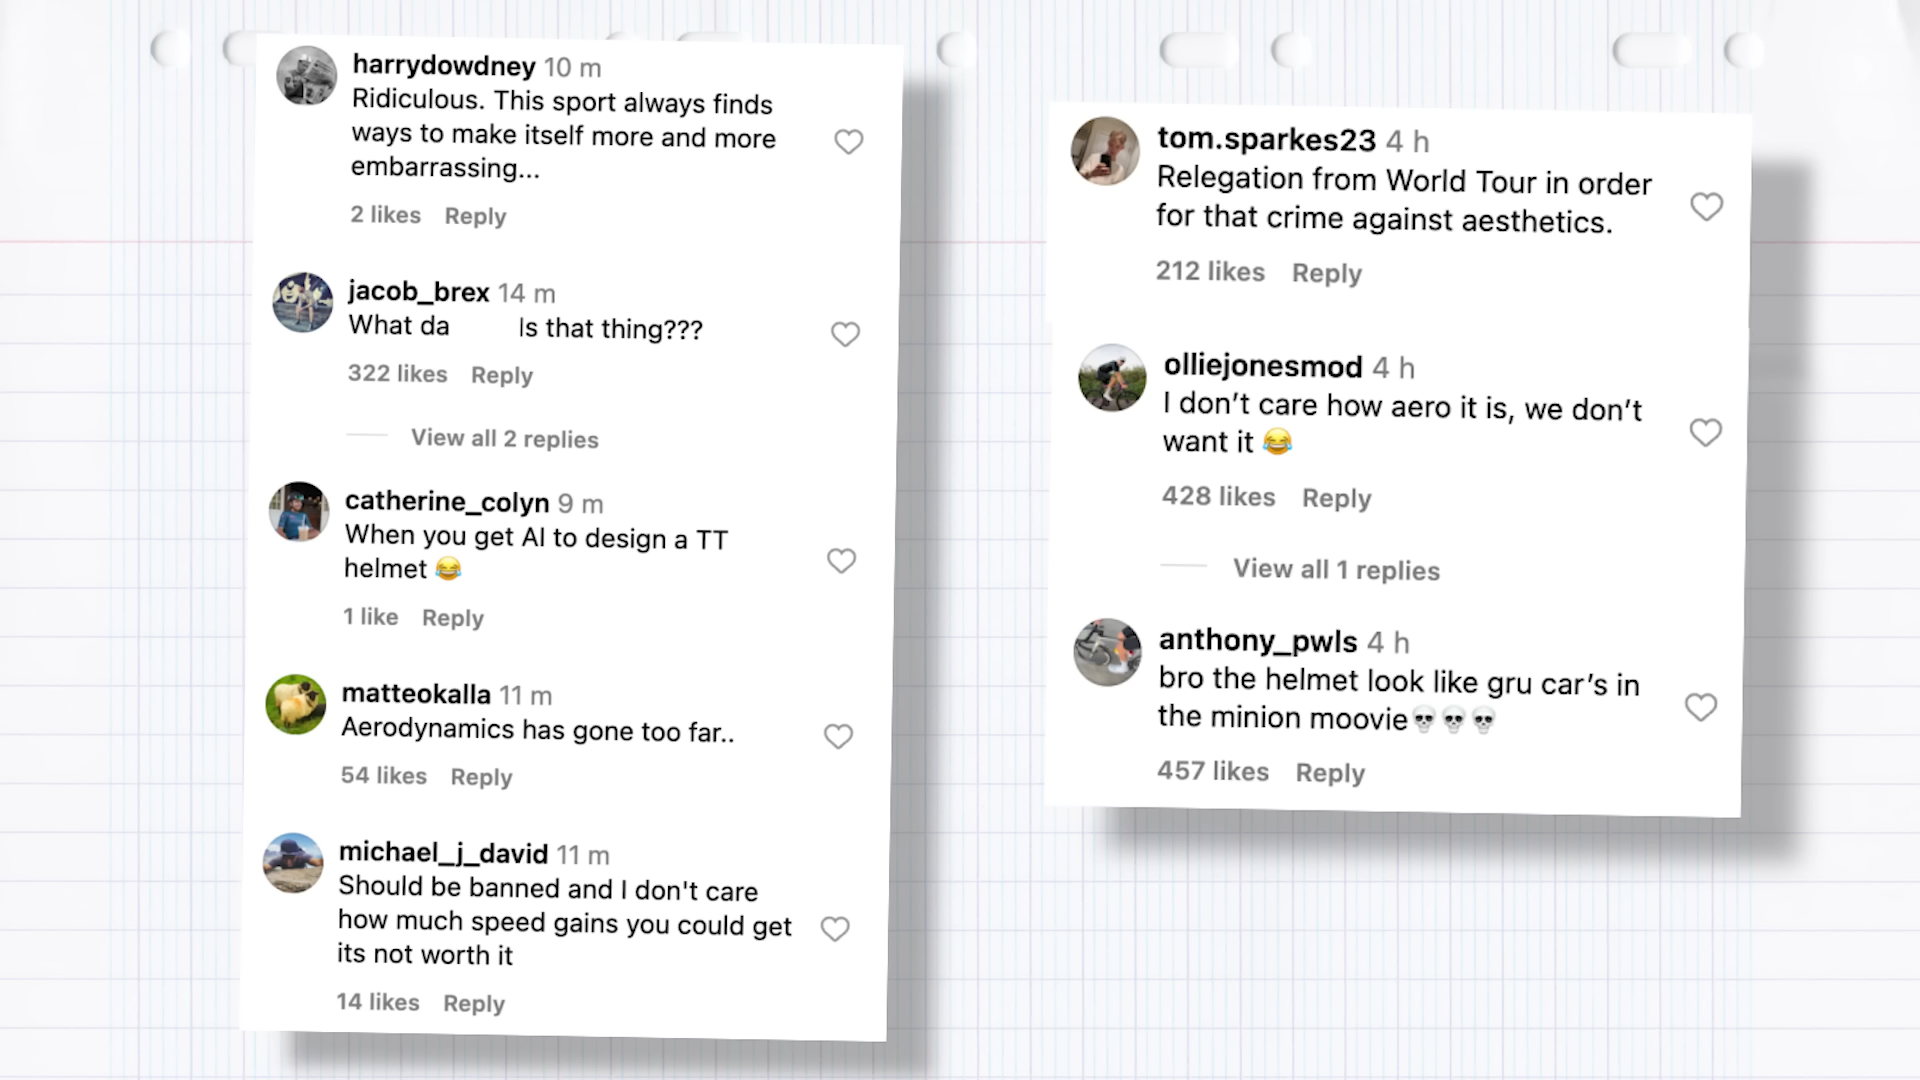 harrydowdney 10 m
Ridiculous. This sport always finds
ways to make itself more and more
embarrassing...
2 likes Reply
jacob_brex 14 m
What da Is that thing???
322 likes Reply
View all 2 replies
catherine_colyn 9 m
When you get AI to design a TT
helmet 😂
1 like Reply
matteokalla 11 m
Aerodynamics has gone too far..
54 likes Reply
michael_j_david 11 m
Should be banned and I don't care
how much speed gains you could get
its not worth it
14 likes Reply
tom.sparkes23 4 h
Relegation from World Tour in order
for that crime against aesthetics.
212 likes Reply
olliejonesmod 4 h
I don’t care how aero it is, we don’t
want it 😂
428 likes Reply
View all 1 replies
anthony_pwls 4 h
bro the helmet look like gru car’s in
the minion moovie💀💀💀
457 likes Reply